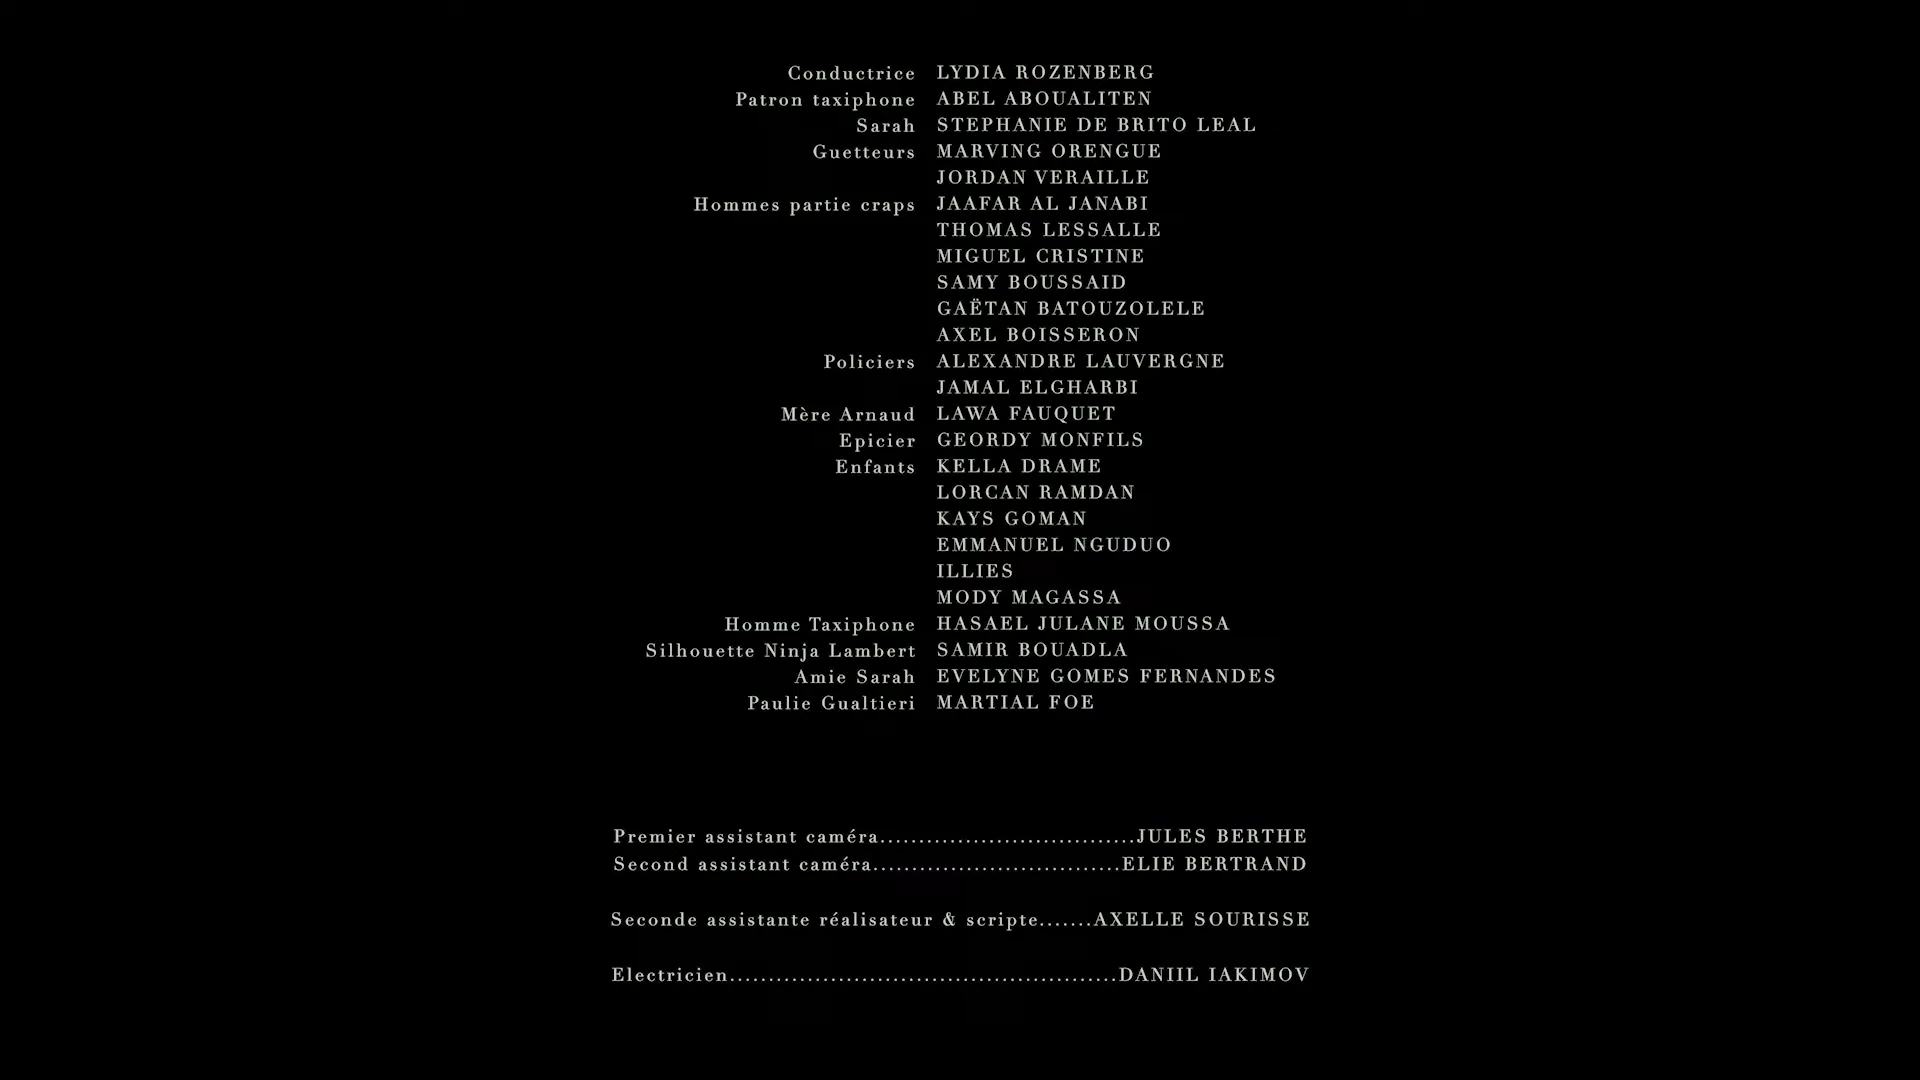 Conductrice LYDIA ROZENBERG
Patron taxiphone ABEL ABOUALITEN
Sarah STEPHANIE DE BRITO LEAL
Guetteurs MARVING ORENGUE
JORDAN VERAILLE
Hommes partie craps JAAFAR AL JANABI
THOMAS LESSALLE
MIGUEL CRISTINE
SAMY BOUSSAID
GAËTAN BATOUZOLELE
AXEL BOISSERON
Policiers ALEXANDRE LAUVERGNE
JAMAL ELGHARBI
Mère Arnaud LAWA FAUQUET
Epicier GEORDY MONFILS
Enfants KELLA DRAME
LORCAN RAMDAN
KAYS GOMAN
EMMANUEL NGUDUO
ILLIES
MODY MAGASSA
Homme Taxiphone HASAEL JULANE MOUSSA
Silhouette Ninja Lambert SAMIR BOUADLA
Amie Sarah EVELYNE GOMES FERNANDES
Paulie Gualtieri MARTIAL FOE
Premier assistant caméra.................................JULES BERTHE
Second assistant caméra................................ELIE BERTRAND
Seconde assistante réalisateur & scripte.......AXELLE SOURISSE
Electricien..................................................DANIIL IAKIMOV